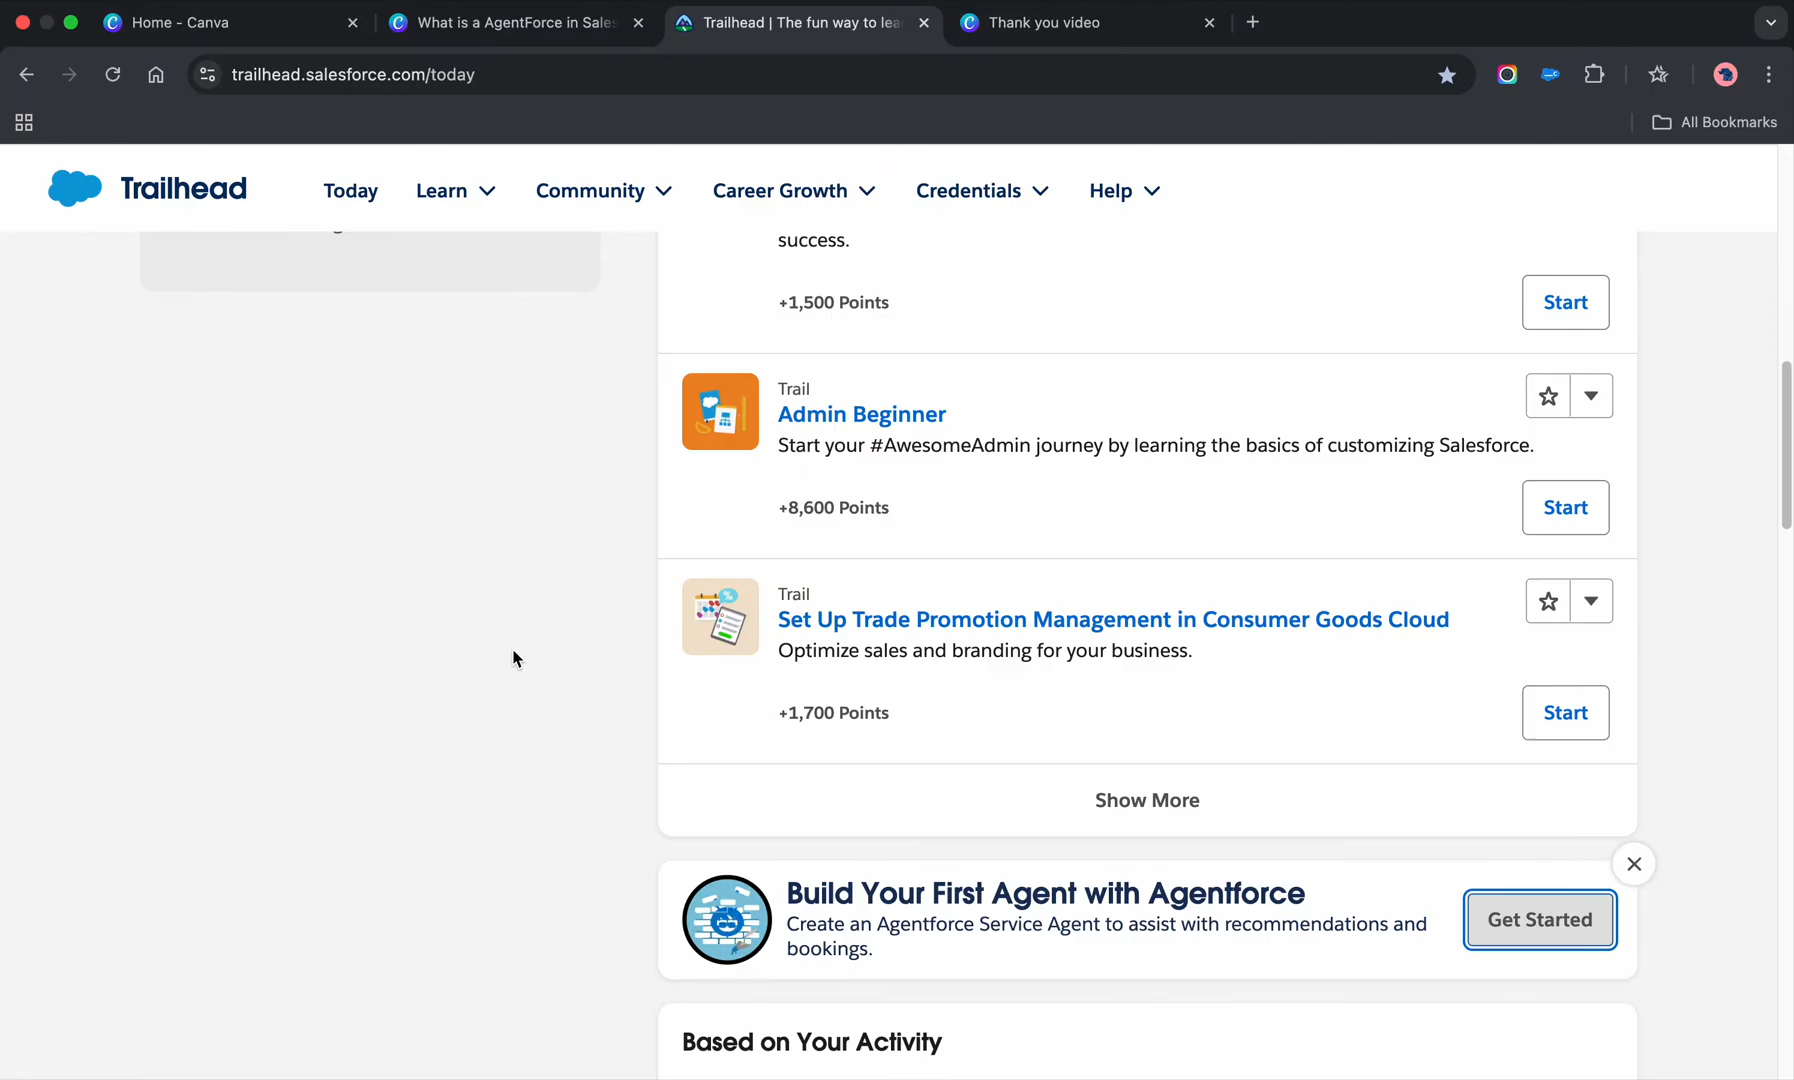 Home - Canva
What is a AgentForce in Sales
Trailhead | The fun way to lea
Thank you video
trailhead.salesforce.com/today
All Bookmarks
Trailhead
Today
Learn
Community
Career Growth
Credentials
Help
success.
+1,500 Points
Start
Trail
Admin Beginner
Start your #AwesomeAdmin journey by learning the basics of customizing Salesforce.
+8,600 Points
Start
Trail
Set Up Trade Promotion Management in Consumer Goods Cloud
Optimize sales and branding for your business.
+1,700 Points
Start
Show More
Build Your First Agent with Agentforce
Create an Agentforce Service Agent to assist with recommendations and
bookings.
Get Started
Based on Your Activity